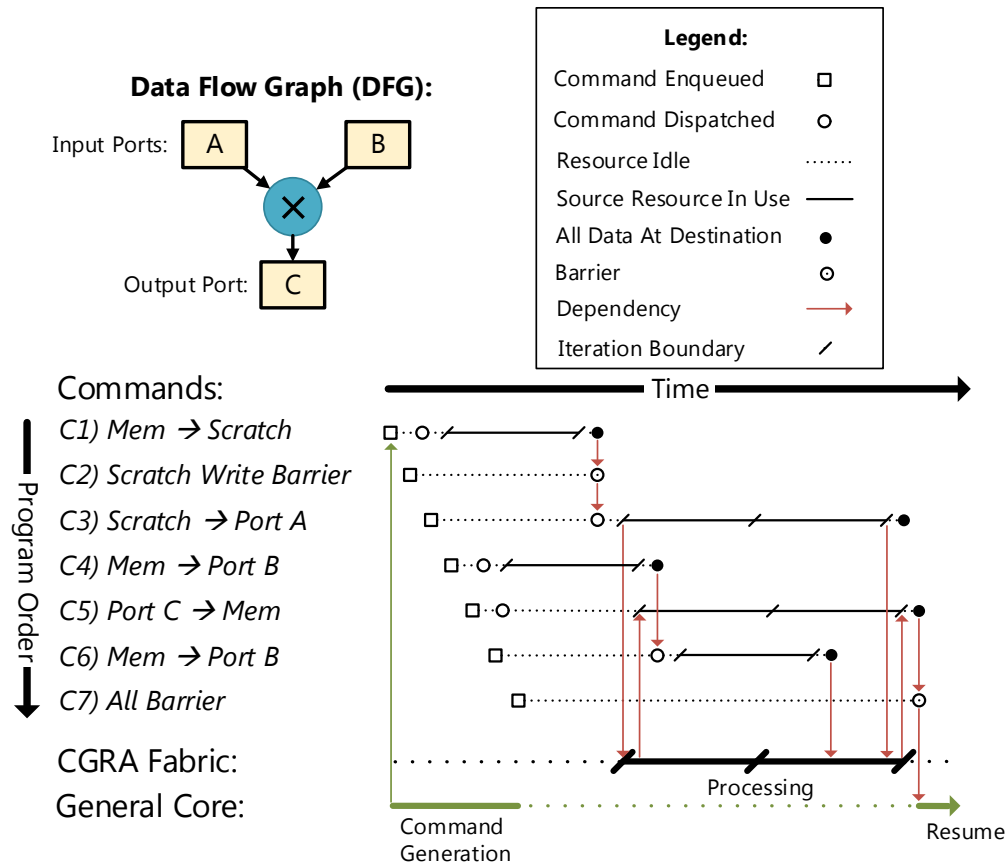 Legend:
Command Enqueued
Command Dispatched
Resource Idle
Source Resource In Use
All Data At Destination
Barrier
Dependency
Iteration Boundary
Data Flow Graph (DFG):
Input Ports:
A
B
×
Output Port:
C
Commands:
Time
Program Order
C1) Mem → Scratch
C2) Scratch Write Barrier
C3) Scratch → Port A
C4) Mem → Port B
C5) Port C → Mem
C6) Mem → Port B
C7) All Barrier
CGRA Fabric:
Processing
General Core:
Command
Generation
Resume